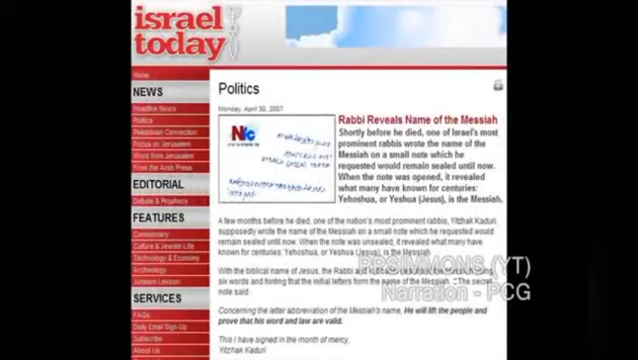 israel
today
Home
NEWS
Headline News
Politics
Palestinian Connection
Focus on Jerusalem
Word from Jerusalem
From the Arab Press
EDITORIAL
Debate & Prophecy
FEATURES
Commentary
Culture & Jewish Life
Technology & Economy
Archeology
Judaism Lexicon
SERVICES
FAQs
Daily Email Sign-Up
Subscribe
About Us
Politics
Monday, April 30, 2007
Rabbi Reveals Name of the Messiah
Shortly before he died, one of Israel's most
prominent rabbis wrote the name of the
Messiah on a small note which he
requested would remain sealed until now.
When the note was opened, it revealed
what many have known for centuries:
Yehoshua, or Yeshua (Jesus), is the Messiah.
A few months before he died, one of the nation's most prominent rabbis, Yitzhak Kaduri,
supposedly wrote the name of the Messiah on a small note which he requested would
remain sealed until now. When the note was unsealed, it revealed what many have
known for centuries: Yehoshua, or Yeshua (Jesus), is the Messiah.
With the biblical name of Jesus, the Rabbi and
six words and hinting that the initial letters form the name of the Messiah. The secret
note said:
Concerning the letter abbreviation of the Messiah's name, He will lift the people and
prove that his word and law are valid.
This I have signed in the month of mercy,
Yitzhak Kaduri
RRSIMMONS (YT)
Narration - PCG